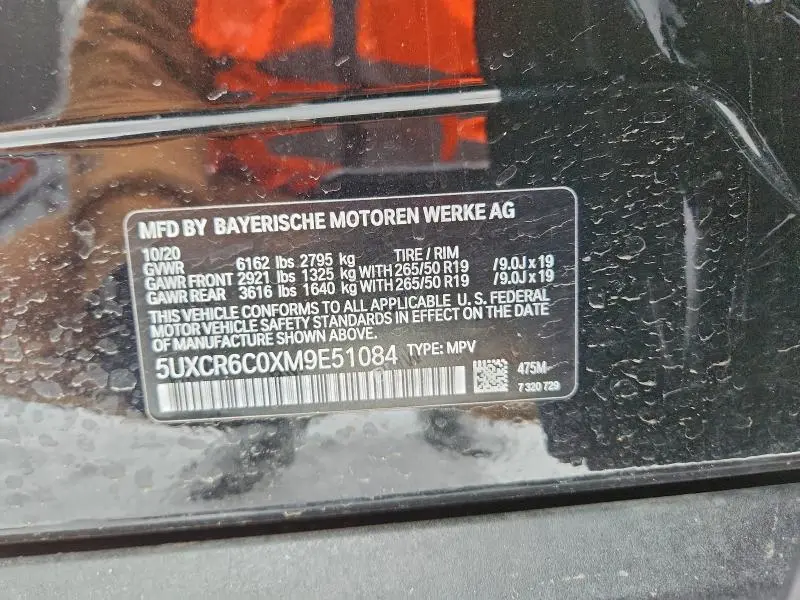 MFD BY BAYERISCHE MOTOREN WERKE AG
10/20
GVWR 6162 lbs 2795 kg TIRE / RIM
GAWR FRONT 2921 lbs 1325 kg WITH 265/50 R19 / 9.0J x 19
GAWR REAR 3616 lbs 1640 kg WITH 265/50 R19 / 9.0J x 19
THIS VEHICLE CONFORMS TO ALL APPLICABLE U. S. FEDERAL
MOTOR VEHICLE SAFETY STANDARDS IN EFFECT ON THE DATE
OF MANUFACTURE SHOWN ABOVE.
5UXCR6C0XM9E51084 TYPE: MPV
475M
7 320 729